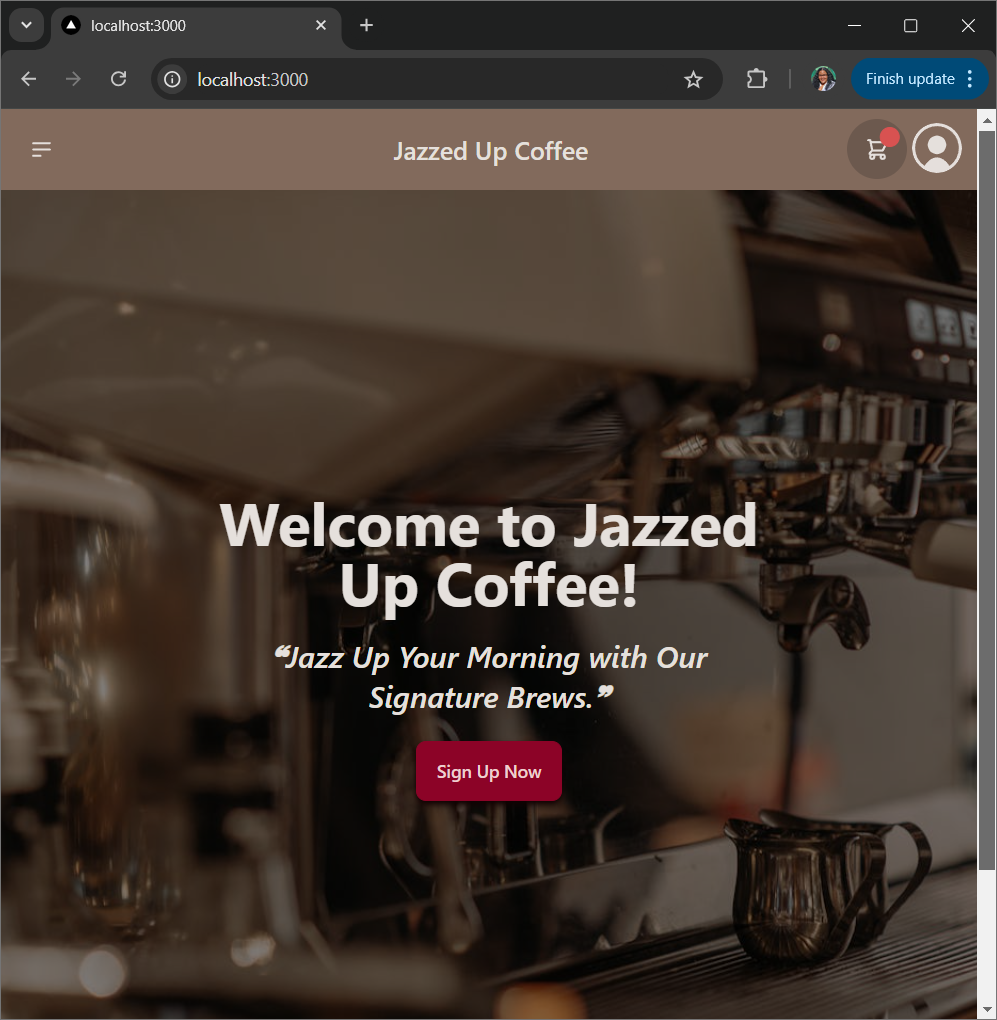 localhost:3000
localhost:3000
Finish update
Jazzed Up Coffee
Welcome to Jazzed
Up Coffee!
❝Jazz Up Your Morning with Our
Signature Brews.❞
Sign Up Now